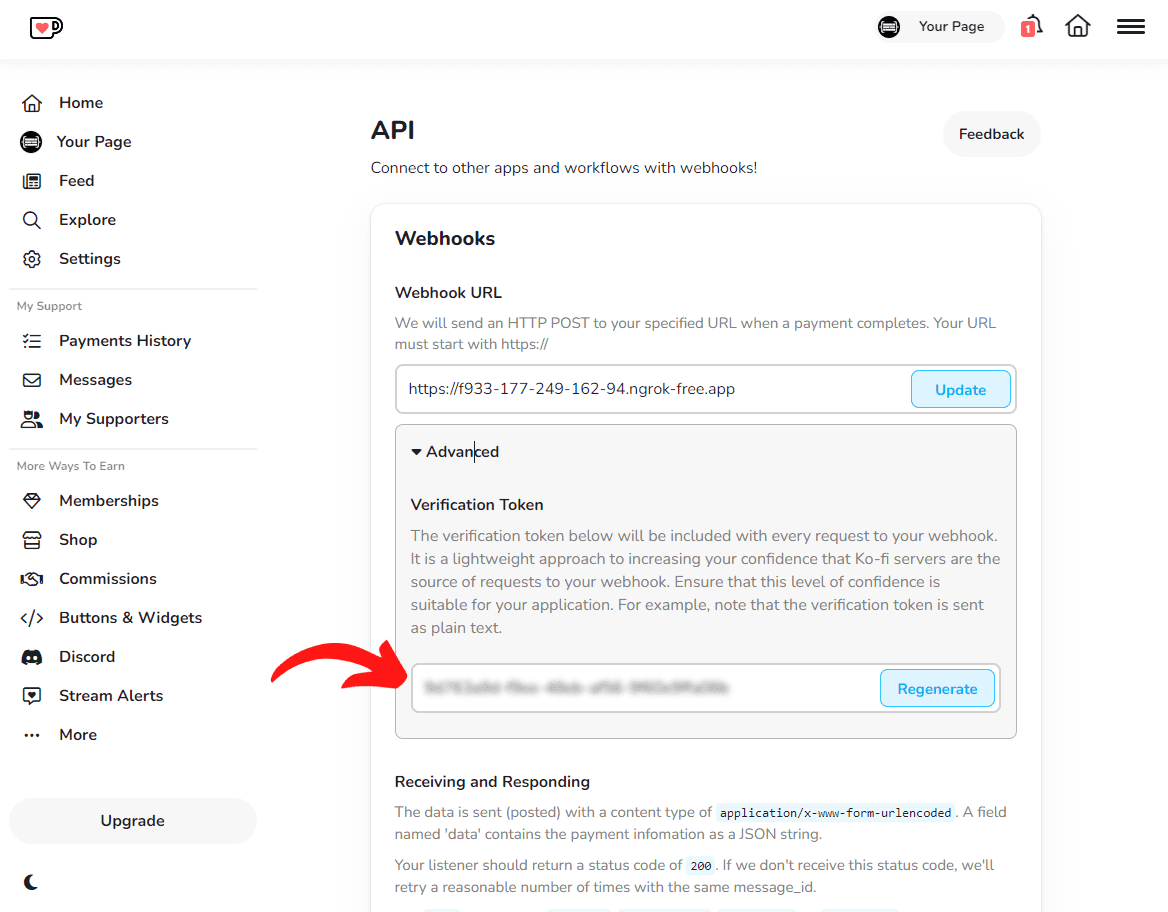 Your Page
1
Home
Your Page
Feed
Explore
Settings
My Support
Payments History
Messages
My Supporters
More Ways To Earn
Memberships
Shop
Commissions
Buttons & Widgets
Discord
Stream Alerts
More
Upgrade
API
Feedback
Connect to other apps and workflows with webhooks!
Webhooks
Webhook URL
We will send an HTTP POST to your specified URL when a payment completes. Your URL
must start with https://
https://f933-177-249-162-94.ngrok-free.app
Update
Advanced
Verification Token
The verification token below will be included with every request to your webhook.
It is a lightweight approach to increasing your confidence that Ko-fi servers are the
source of requests to your webhook. Ensure that this level of confidence is
suitable for your application. For example, note that the verification token is sent
as plain text.
Regenerate
Receiving and Responding
The data is sent (posted) with a content type of application/x-www-form-urlencoded. A field
named 'data' contains the payment infomation as a JSON string.
Your listener should return a status code of 200. If we don't receive this status code, we'll
retry a reasonable number of times with the same message_id.